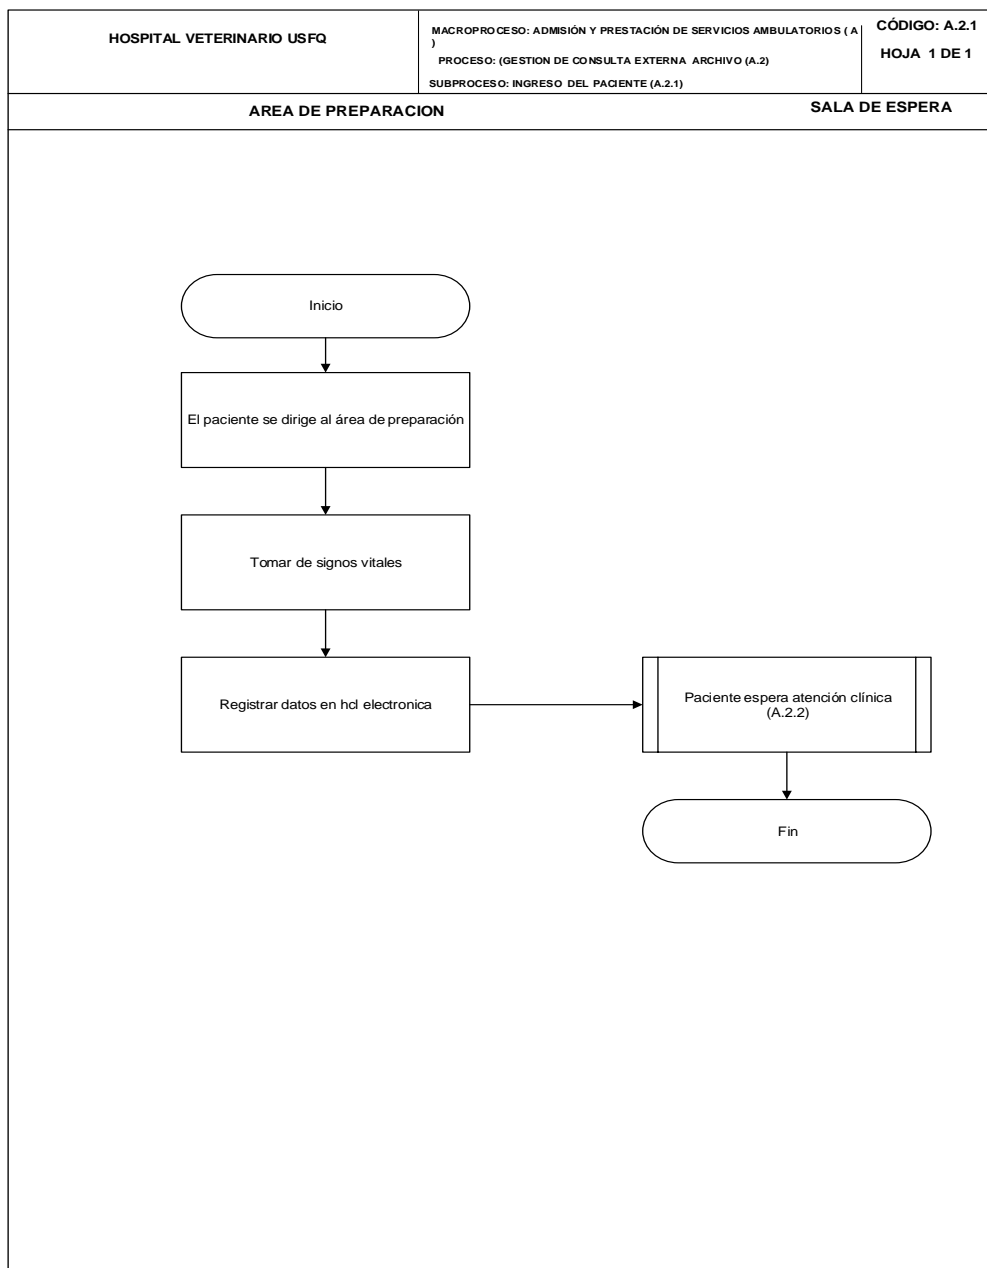 HOSPITAL VETERINARIO USFQ
MACROPROCESO: ADMISIÓN Y PRESTACIÓN DE SERVICIOS AMBULATORIOS ( A
)
PROCESO: (GESTION DE CONSULTA EXTERNA ARCHIVO (A.2)
SUBPROCESO: INGRESO DEL PACIENTE (A.2.1)
CÓDIGO: A.2.1
HOJA 1 DE 1
AREA DE PREPARACION
SALA DE ESPERA
Inicio
El paciente se dirige al área de preparación
Tomar de signos vitales
Registrar datos en hcl electronica
Paciente espera atención clínica
(A.2.2)
Fin